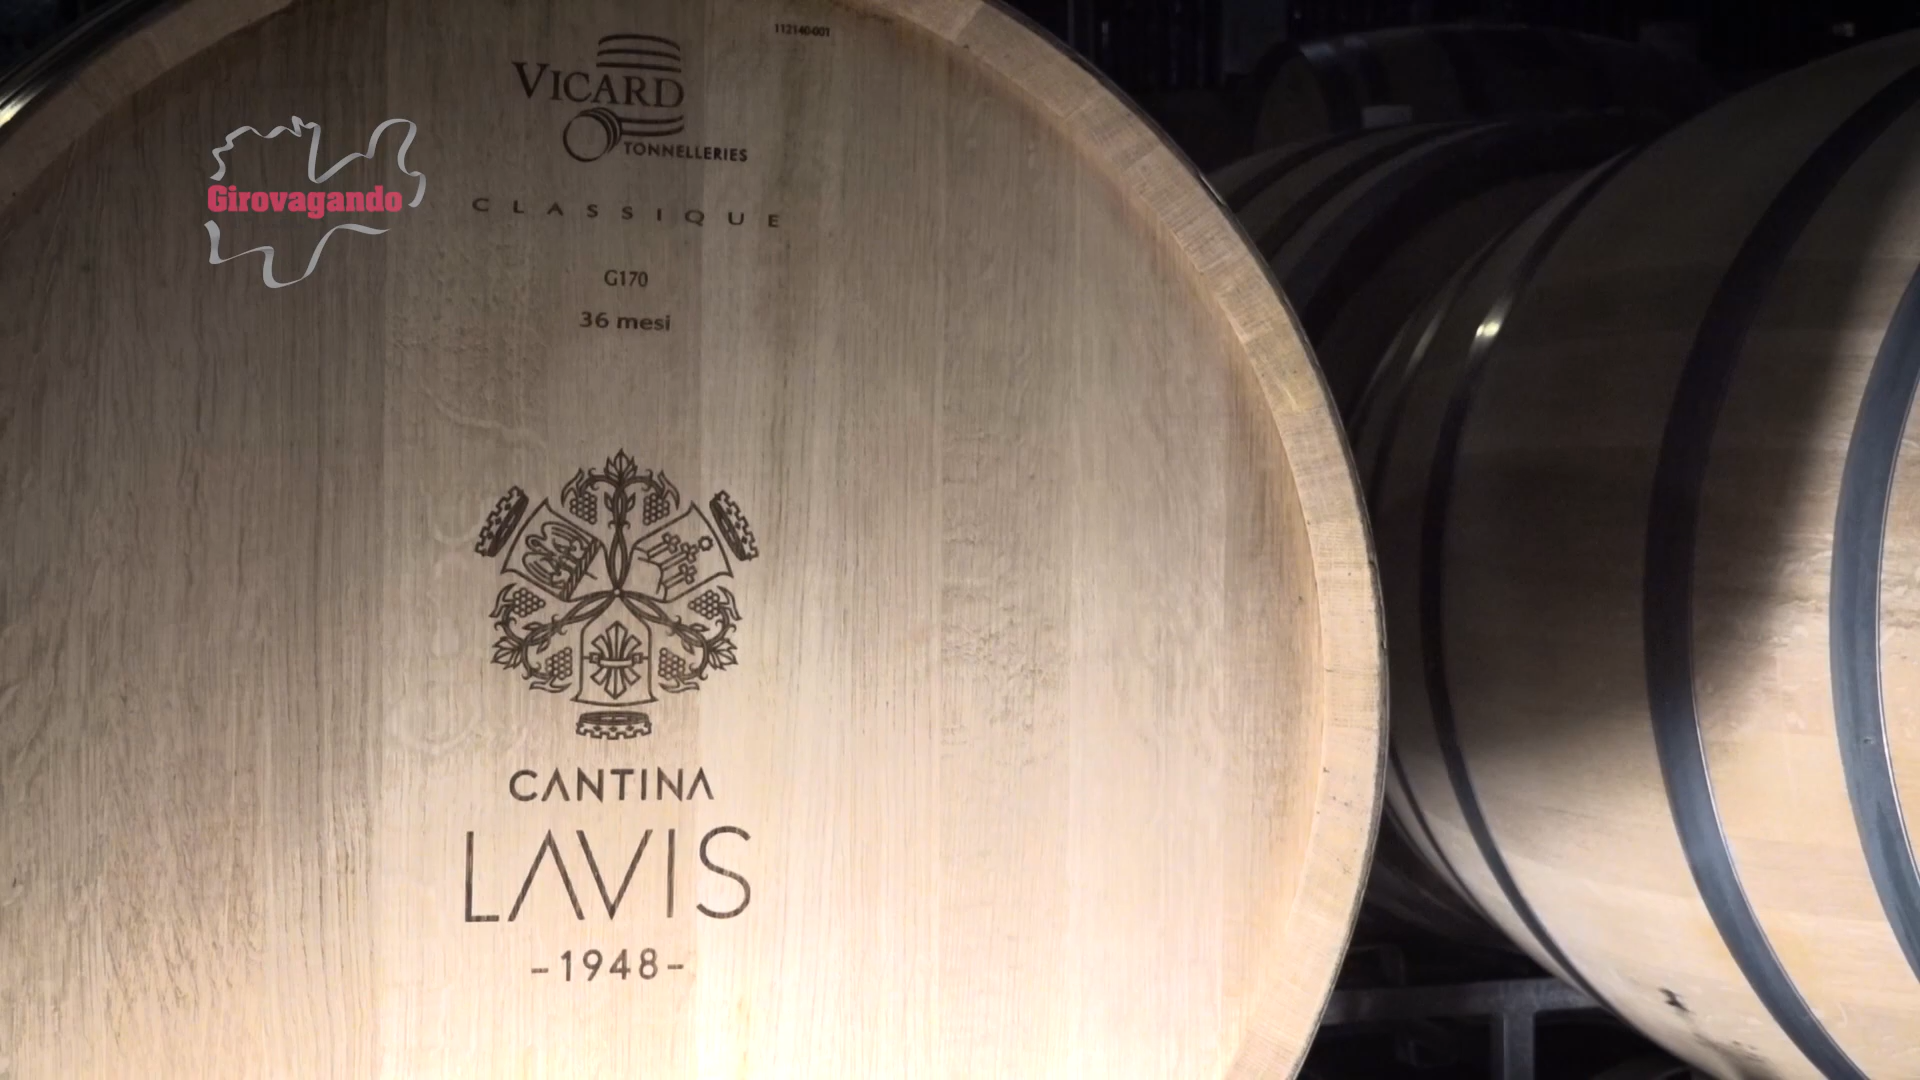 112140-001
VICARD
TONNELLERIES
Girovagando
CLASSIQUE
G170
36 mesi
CANTINA
LAVIS
-1948-